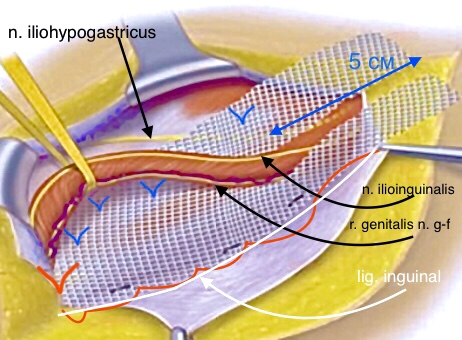 n. iliohypogastricus
5 см
n. ilioinguinalis
r. genitalis n. g-f
lig. inguinal